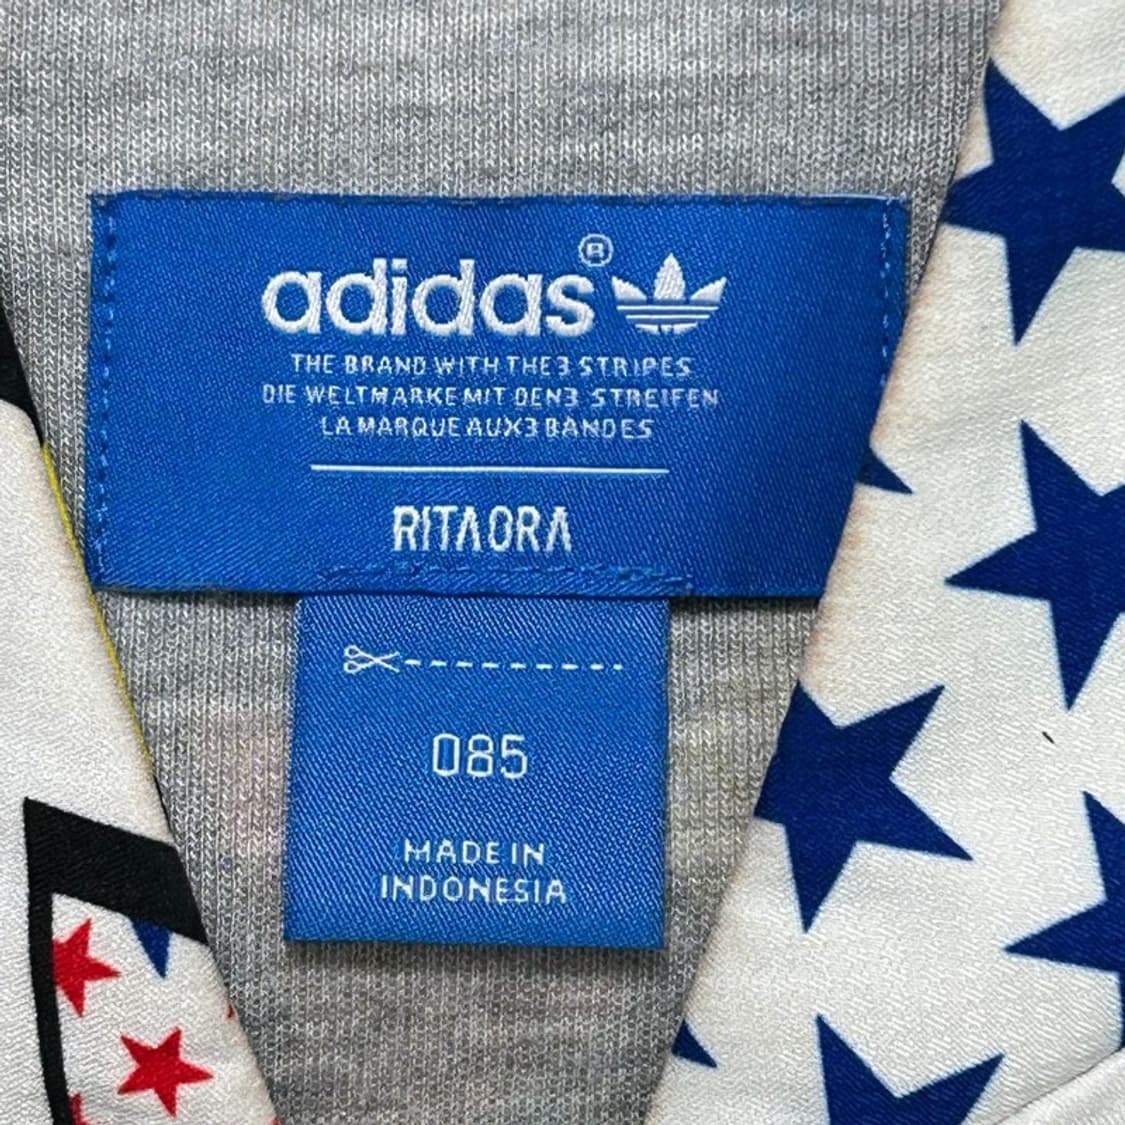 adidas®
THE BRAND WITH THE 3 STRIPES
DIE WELTMARKE MIT DEN 3 STREIFEN
LA MARQUE AUX 3 BANDES
RITA ORA
085
MADE IN
INDONESIA